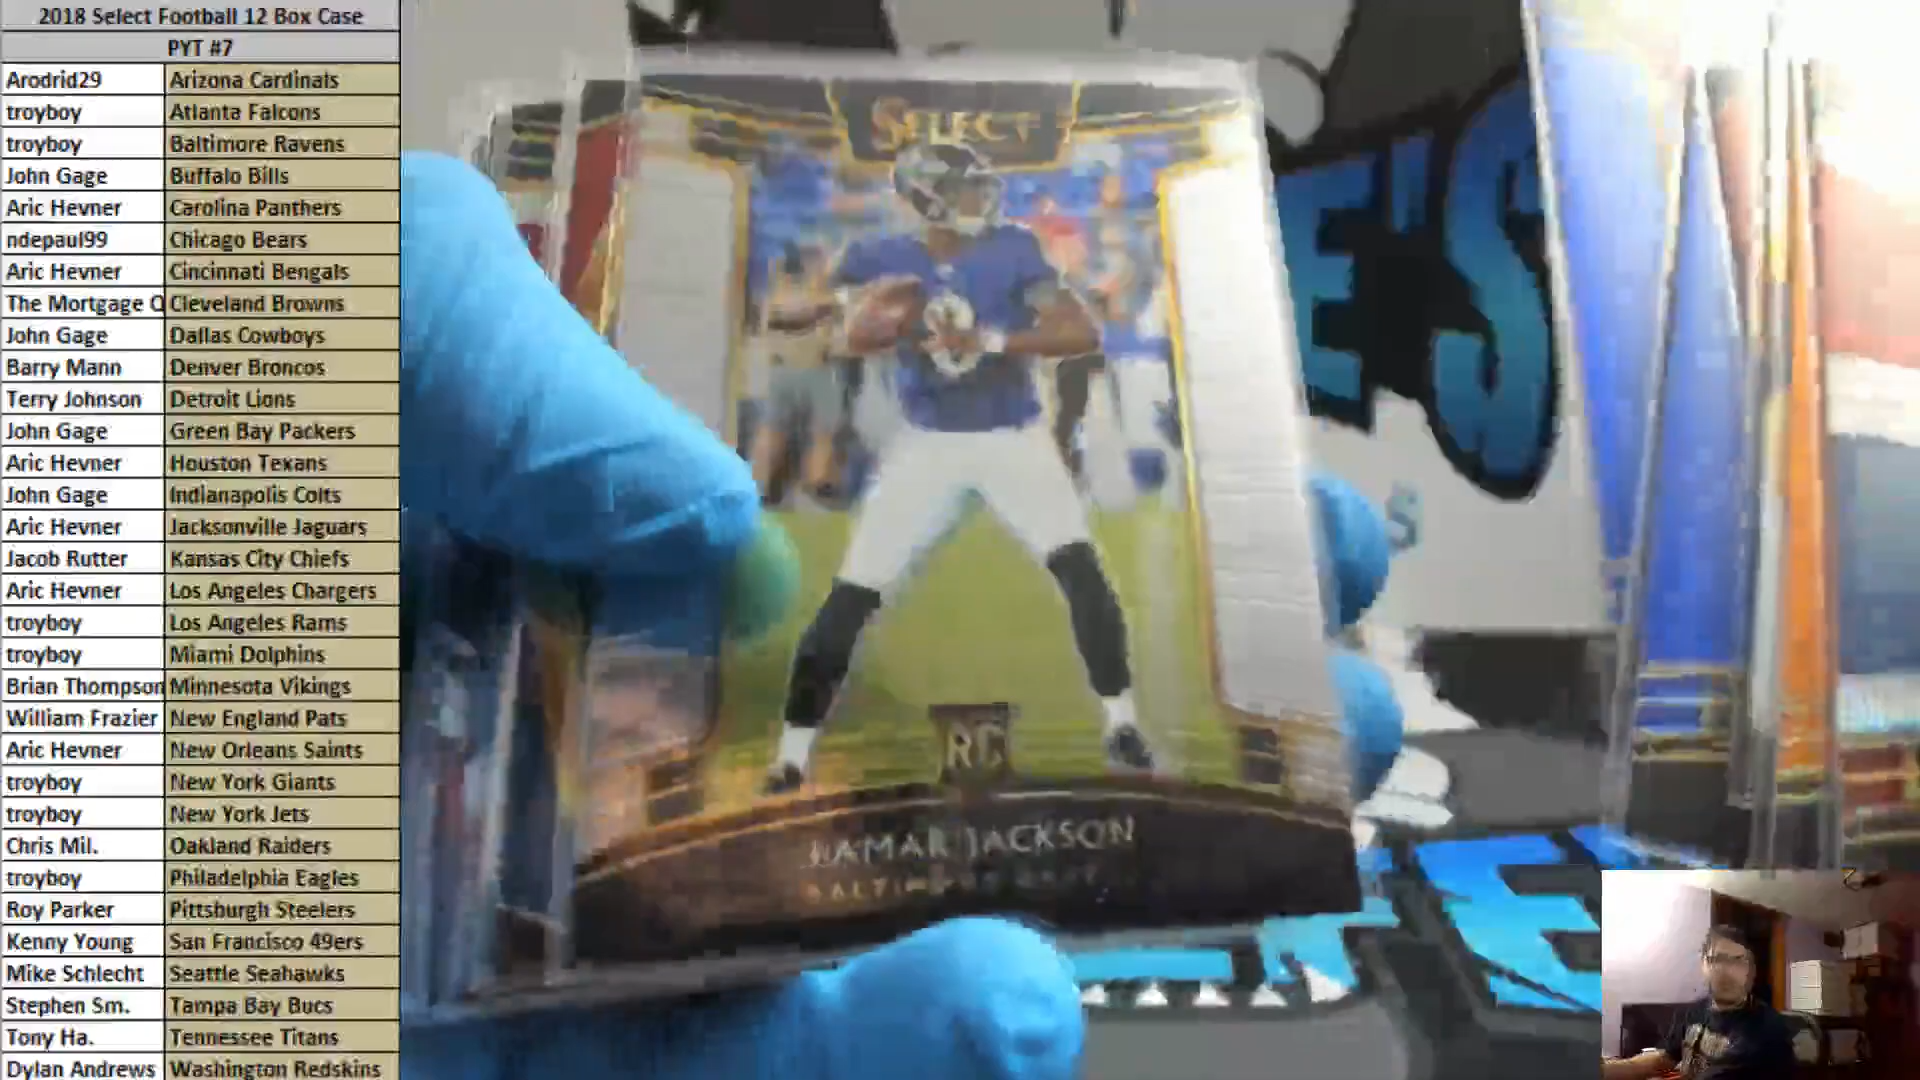 2018 Select Football 12 Box Case
PYT #7
Arodrid29 Arizona Cardinals
troyboy Atlanta Falcons
troyboy Baltimore Ravens
John Gage Buffalo Bills
Aric Hevner Carolina Panthers
ndepaul99 Chicago Bears
Aric Hevner Cincinnati Bengals
The Mortgage Cleveland Browns
John Gage Dallas Cowboys
Barry Mann Denver Broncos
Terry Johnson Detroit Lions
John Gage Green Bay Packers
Aric Hevner Houston Texans
John Gage Indianapolis Colts
Aric Hevner Jacksonville Jaguars
Jacob Rutter Kansas City Chiefs
Aric Hevner Los Angeles Chargers
troyboy Los Angeles Rams
troyboy Miami Dolphins
Brian Thompson Minnesota Vikings
William Frazier New England Pats
Aric Hevner New Orleans Saints
troyboy New York Giants
troyboy New York Jets
Chris Mil. Oakland Raiders
troyboy Philadelphia Eagles
Roy Parker Pittsburgh Steelers
Kenny Young San Francisco 49ers
Mike Schlecht Seattle Seahawks
Stephen Sm. Tampa Bay Bucs
Tony Ha. Tennessee Titans
Dylan Andrews Washington Redskins
SELECT
8
RC
LAMAR JACKSON
E'S
S